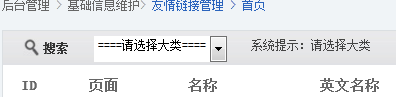 后台管理 > 基础信息维护> 友情链接管理 > 首页
搜索 ====请选择大类==== 系统提示：请选择大类
ID 页面 名称 英文名称